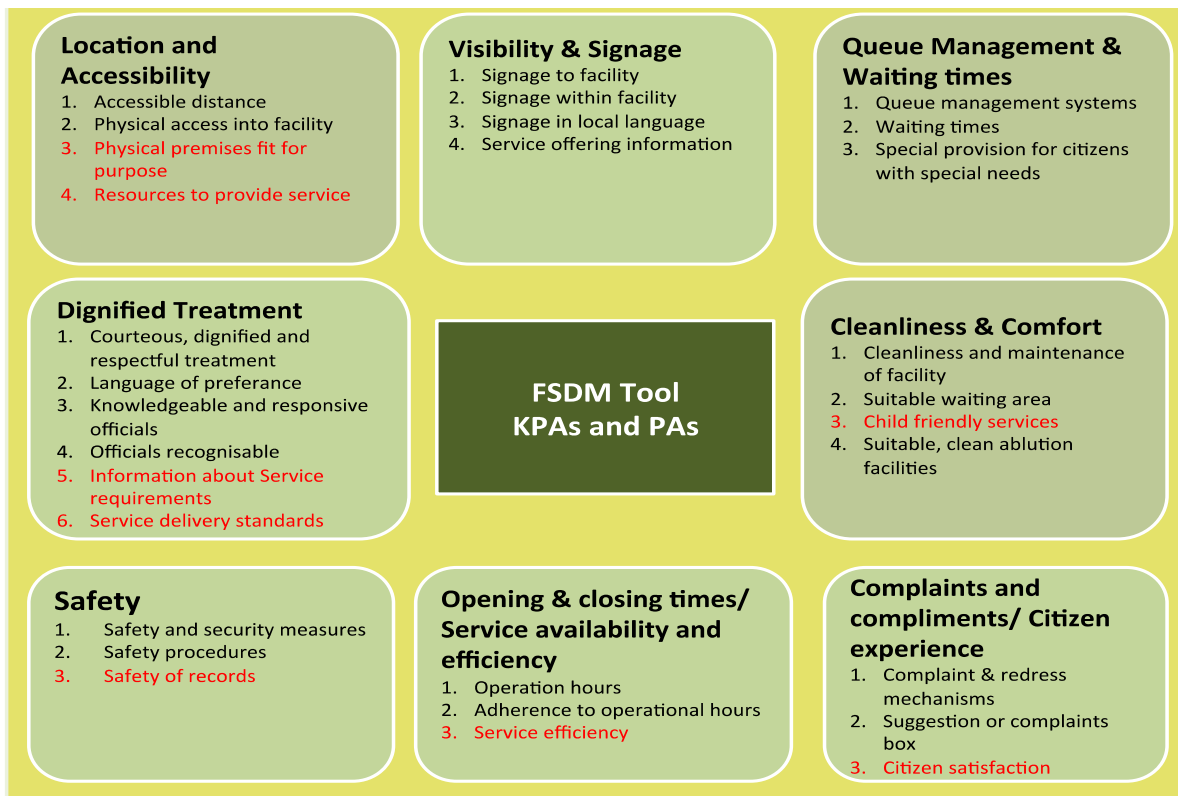 Location and
Accessibility
1. Accessible distance
2. Physical access into facility
3. Physical premises fit for
purpose
4. Resources to provide service
Visibility & Signage
1. Signage to facility
2. Signage within facility
3. Signage in local language
4. Service offering information
Queue Management &
Waiting times
1. Queue management systems
2. Waiting times
3. Special provision for citizens
with special needs
Dignified Treatment
1. Courteous, dignified and
respectful treatment
2. Language of preferance
3. Knowledgeable and responsive
officials
4. Officials recognisable
5. Information about Service
requirements
6. Service delivery standards
FSDM Tool
KPAs and PAs
Cleanliness & Comfort
1. Cleanliness and maintenance
of facility
2. Suitable waiting area
3. Child friendly services
4. Suitable, clean ablution
facilities
Safety
1. Safety and security measures
2. Safety procedures
3. Safety of records
Opening & closing times/
Service availability and
efficiency
1. Operation hours
2. Adherence to operational hours
3. Service efficiency
Complaints and
compliments/ Citizen
experience
1. Complaint & redress
mechanisms
2. Suggestion or complaints
box
3. Citizen satisfaction